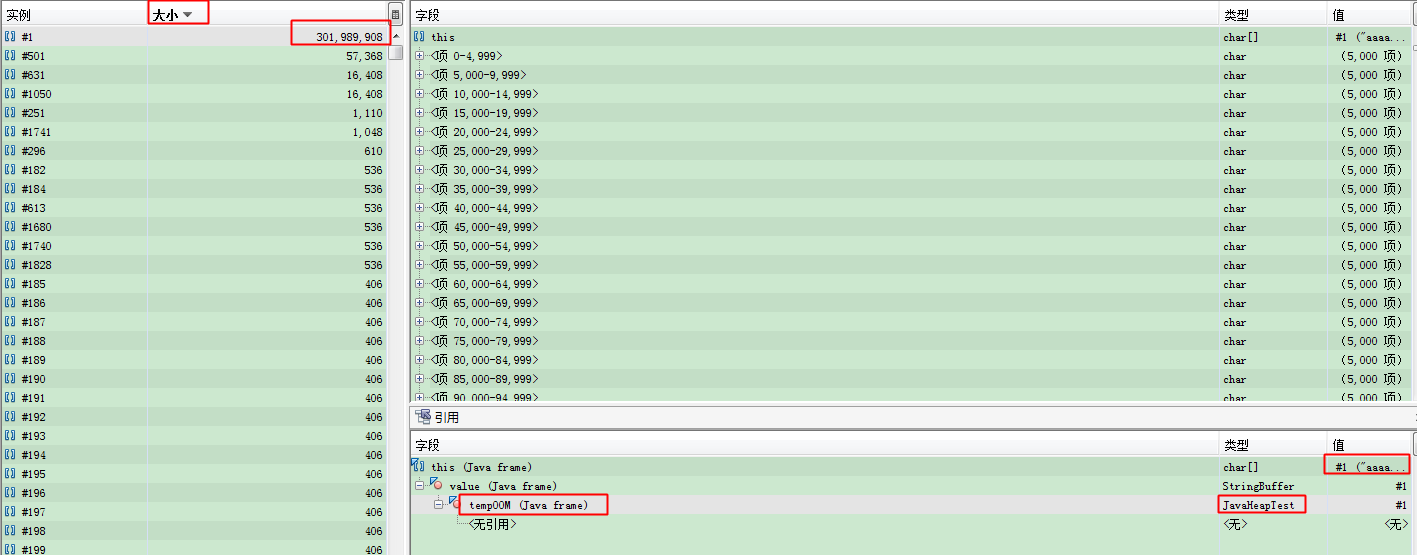 实例 大小
#1 301,989,908
#501 57,368
#631 16,408
#1050 16,408
#251 1,110
#1741 1,048
#296 610
#182 536
#184 536
#613 536
#1680 536
#1740 536
#1828 536
#185 406
#186 406
#187 406
#188 406
#189 406
#190 406
#191 406
#192 406
#193 406
#194 406
#195 406
#196 406
#197 406
#198 406
#199 406
字段 类型 值
this char[] #1 ("aaaa...
<项 0-4,999> char (5,000 项)
<项 5,000-9,999> char (5,000 项)
<项 10,000-14,999> char (5,000 项)
<项 15,000-19,999> char (5,000 项)
<项 20,000-24,999> char (5,000 项)
<项 25,000-29,999> char (5,000 项)
<项 30,000-34,999> char (5,000 项)
<项 35,000-39,999> char (5,000 项)
<项 40,000-44,999> char (5,000 项)
<项 45,000-49,999> char (5,000 项)
<项 50,000-54,999> char (5,000 项)
<项 55,000-59,999> char (5,000 项)
<项 60,000-64,999> char (5,000 项)
<项 65,000-69,999> char (5,000 项)
<项 70,000-74,999> char (5,000 项)
<项 75,000-79,999> char (5,000 项)
<项 80,000-84,999> char (5,000 项)
<项 85,000-89,999> char (5,000 项)
<项 90,000-94,999> char (5,000 项)
引用
字段 类型 值
this (Java frame) char[] #1 ("aaaa...
value (Java frame) StringBuffer #1
tempOOM (Java frame) JavaHeapTest #1
<无引用> <无> <无>